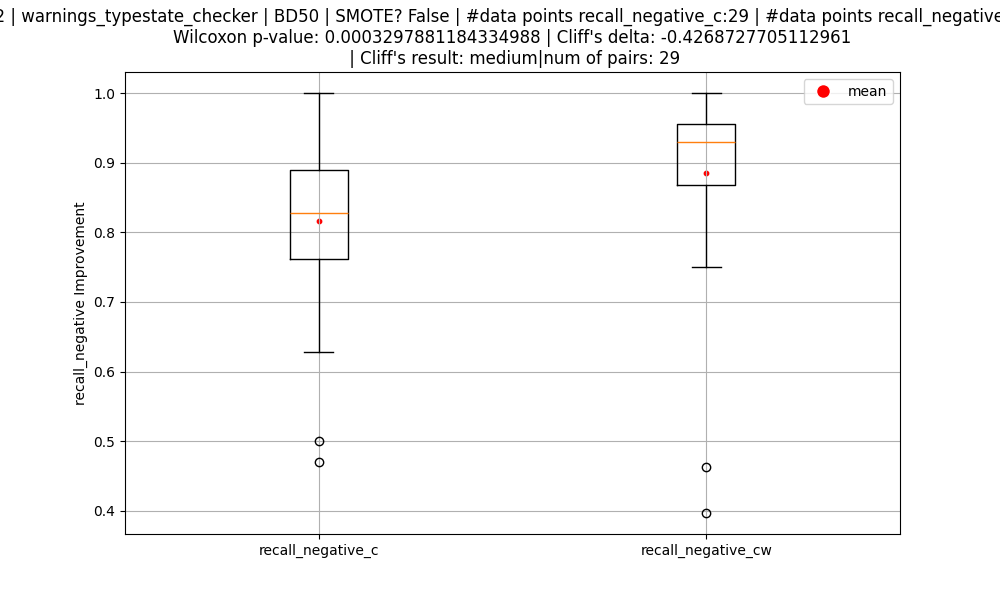 2 | warnings_typestate_checker | BD50 | SMOTE? False | #data points recall_negative_c:29 | #data points recall_negative
Wilcoxon p-value: 0.0003297881184334988 | Cliff's delta: -0.4268727705112961
| Cliff's result: medium|num of pairs: 29
mean
1.0
0.9
0.8
0.7
0.6
0.5
0.4
recall_negative Improvement
recall_negative_c
recall_negative_cw